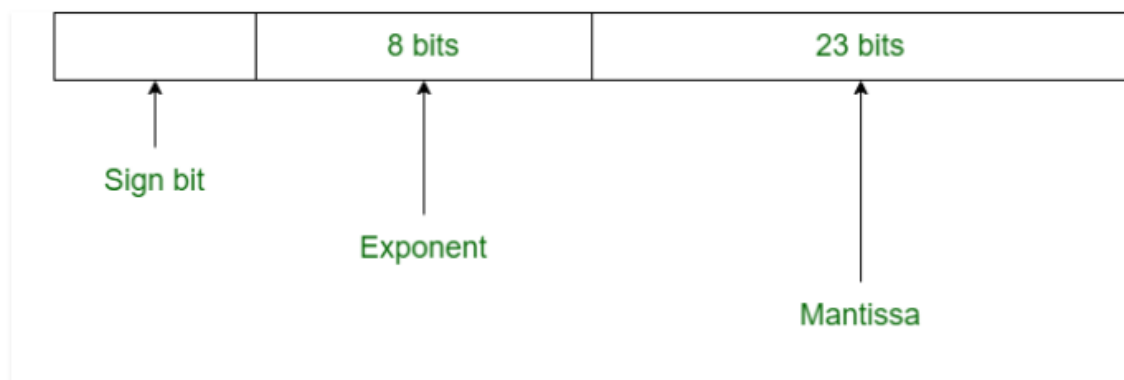 8 bits
23 bits
Sign bit
Exponent
Mantissa